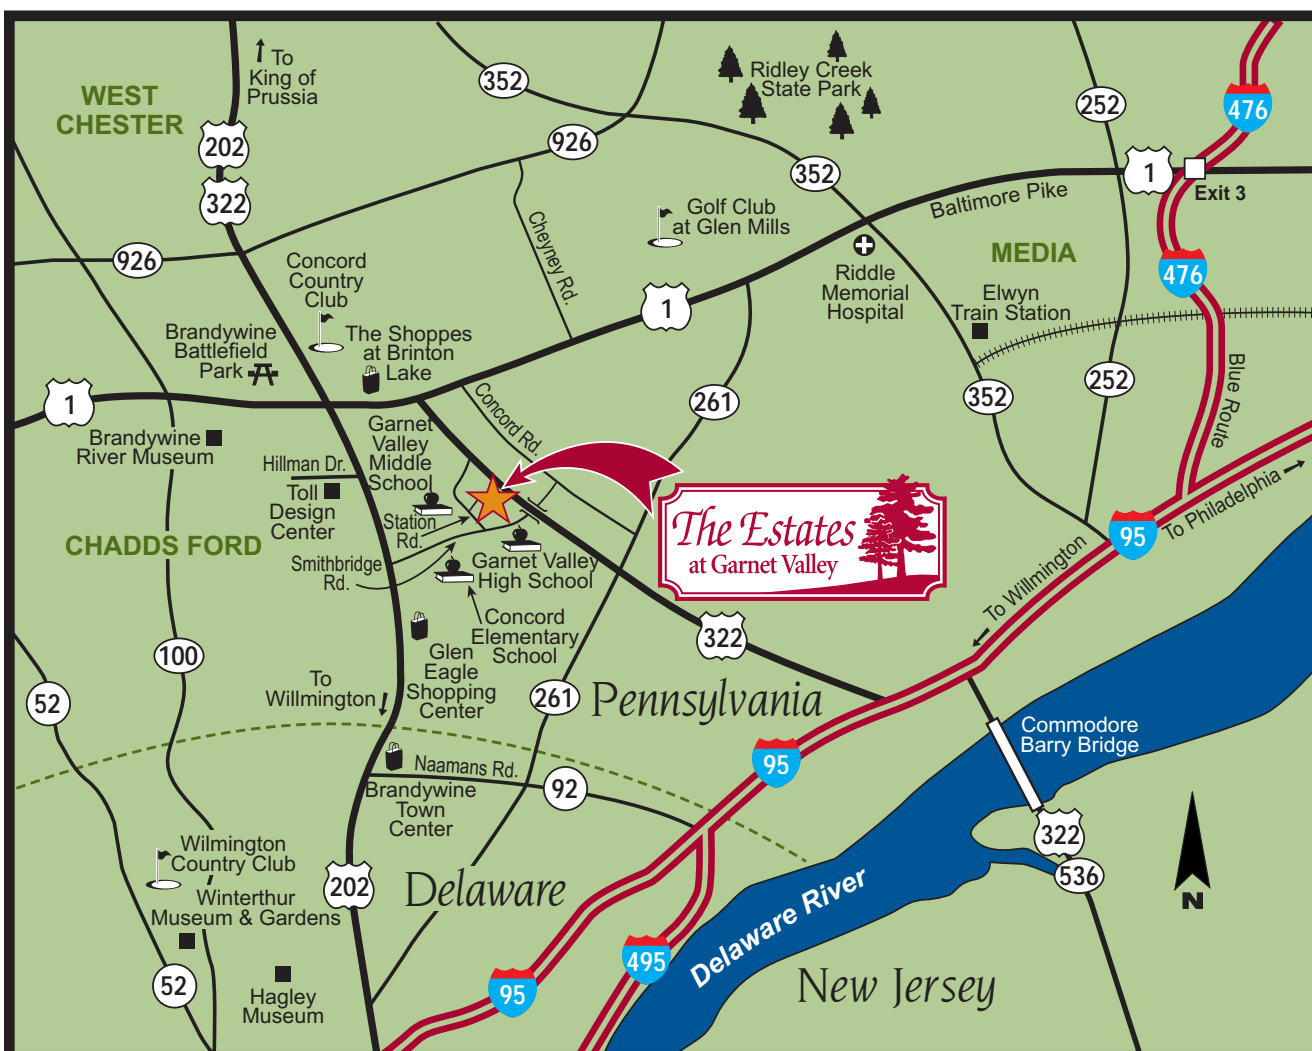 To
King of
Prussia
WEST
CHESTER
352
Ridley Creek
State Park
252
476
202
926
352
1
Exit 3
322
Baltimore Pike
Golf Club
at Glen Mills
Cheyney Rd.
926
Concord
Country
Club
Riddle
Memorial
Hospital
MEDIA
476
Elwyn
Train Station
1
Brandywine
Battlefield
Park
The Shoppes
at Brinton
Lake
252
Blue Route
352
261
1
Concord Rd.
Garnet
Valley
Middle
School
Brandywine
River Museum
Hillman Dr.
Toll
Design
Center
The Estates
at Garnet Valley
To Philadelphia
95
Station
Rd.
CHADDS FORD
Smithbridge
Rd.
Garnet Valley
High School
To Willmington
Concord
Elementary
School
322
Glen
Eagle
Shopping
Center
100
To
Willmington
52
261
Pennsylvania
Commodore
Barry Bridge
95
Naamans Rd.
92
Brandywine
Town
Center
322
536
Wilmington
Country Club
202
Delaware
Winterthur
Museum & Gardens
N
Delaware River
495
52
95
New Jersey
Hagley
Museum